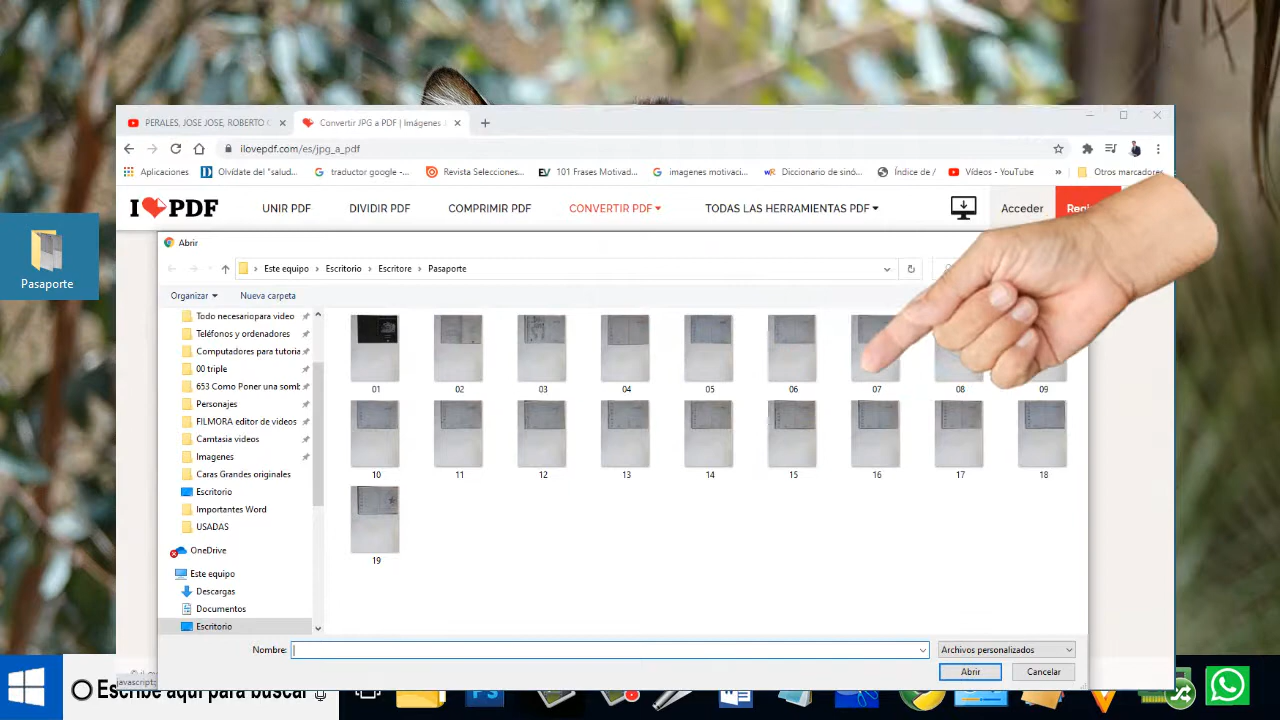 PERALES, JOSE JOSE, ROBERTO C
Convertir JPG a PDF | Imágenes
ilovepdf.com/es/jpg_a_pdf
Aplicaciones
Olvídate del "salud...
traductor google -...
Revista Selecciones...
EV 101 Frases Motivad...
imagenes motivaci...
wR Diccionario de sinó...
Índice de /
Vídeos - YouTube
»
Otros marcadores
I PDF
UNIR PDF
DIVIDIR PDF
COMPRIMIR PDF
CONVERTIR PDF
TODAS LAS HERRAMIENTAS PDF
Acceder
Abrir
Este equipo > Escritorio > Escritore > Pasaporte
Organizar
Nueva carpeta
Pasaporte
Todo necesariopara video
Teléfonos y ordenadores
Computadores para tutoria
00 triple
653 Como Poner una somb
Personajes
FILMORA editor de videos
Camtasia videos
Imagenes
Caras Grandes originales
Escritorio
Importantes Word
USADAS
OneDrive
Este equipo
Descargas
Documentos
Escritorio
01 02 03 04 05 06 07 08 09
10 11 12 13 14 15 16 17 18
19
Nombre:
Archivos personalizados
Abrir
Cancelar
javascript:
Escribe aquí para buscar